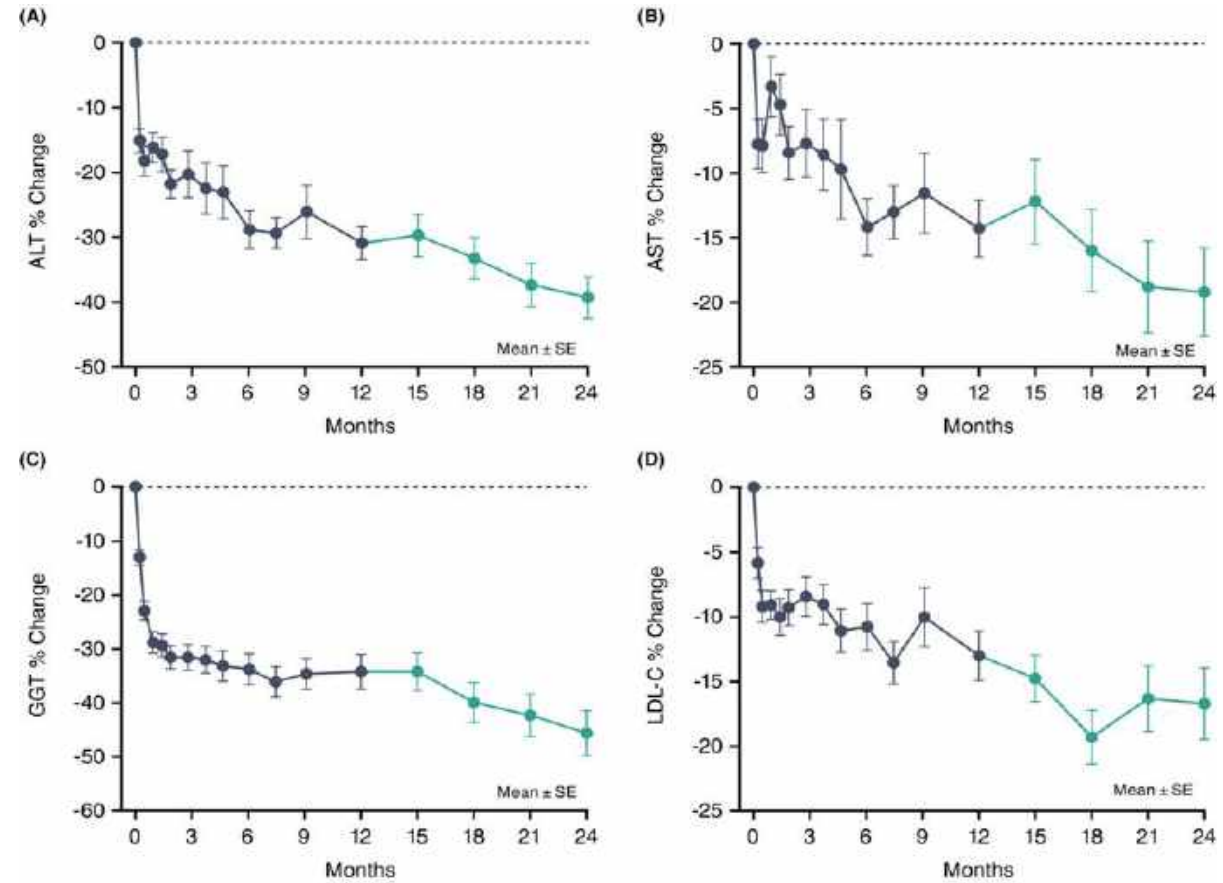 (A)
0
-10
-20
-30
-40
-50
ALT % Change
Mean ± SE
0 3 6 9 12 15 18 21 24
Months
(B)
0
-5
-10
-15
-20
-25
AST % Change
Mean ± SE
0 3 6 9 12 15 18 21 24
Months
(C)
0
-10
-20
-30
-40
-50
-60
GGT % Change
Mean ± SE
0 3 6 9 12 15 18 21 24
Months
(D)
0
-5
-10
-15
-20
-25
LDL-C % Change
Mean ± SE
0 3 6 9 12 15 18 21 24
Months